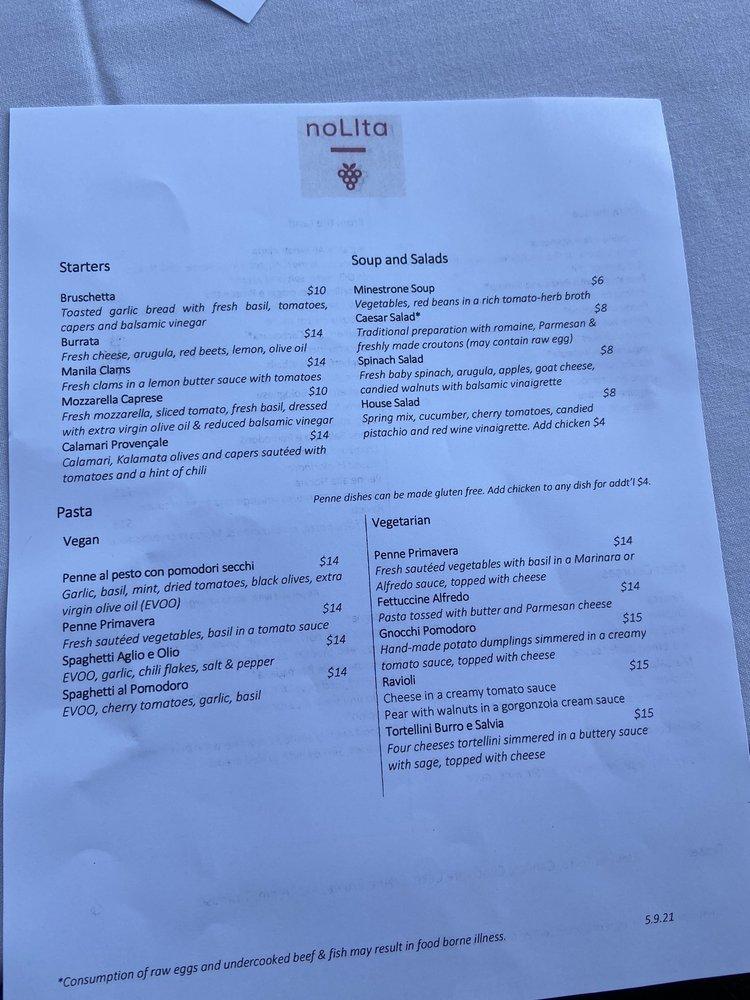 noLIta
Starters
Bruschetta $10
Toasted garlic bread with fresh basil, tomatoes,
capers and balsamic vinegar
Burrata $14
Fresh cheese, arugula, red beets, lemon, olive oil
Manila Clams $14
Fresh clams in a lemon butter sauce with tomatoes
Mozzarella Caprese $10
Fresh mozzarella, sliced tomato, fresh basil, dressed
with extra virgin olive oil & reduced balsamic vinegar
Calamari Provençale $14
Calamari, Kalamata olives and capers sautéed with
tomatoes and a hint of chili
Soup and Salads
Minestrone Soup $6
Vegetables, red beans in a rich tomato-herb broth
Caesar Salad* $8
Traditional preparation with romaine, Parmesan &
freshly made croutons (may contain raw egg)
Spinach Salad $8
Fresh baby spinach, arugula, apples, goat cheese,
candied walnuts with balsamic vinaigrette
House Salad $8
Spring mix, cucumber, cherry tomatoes, candied
pistachio and red wine vinaigrette. Add chicken $4
Penne dishes can be made gluten free. Add chicken to any dish for addt'l $4.
Pasta
Vegan
Penne al pesto con pomodori secchi $14
Garlic, basil, mint, dried tomatoes, black olives, extra
virgin olive oil (EVOO)
Penne Primavera $14
Fresh sautéed vegetables, basil in a tomato sauce
Spaghetti Aglio e Olio $14
EVOO, garlic, chili flakes, salt & pepper
Spaghetti al Pomodoro $14
EVOO, cherry tomatoes, garlic, basil
Vegetarian
Penne Primavera $14
Fresh sautéed vegetables with basil in a Marinara or
Alfredo sauce, topped with cheese
Fettuccine Alfredo $14
Pasta tossed with butter and Parmesan cheese
Gnocchi Pomodoro $15
Hand-made potato dumplings simmered in a creamy
tomato sauce, topped with cheese
Ravioli $15
Cheese in a creamy tomato sauce
Pear with walnuts in a gorgonzola cream sauce
Tortellini Burro e Salvia $15
Four cheeses tortellini simmered in a buttery sauce
with sage, topped with cheese
5.9.21
*Consumption of raw eggs and undercooked beef & fish may result in food borne illness.